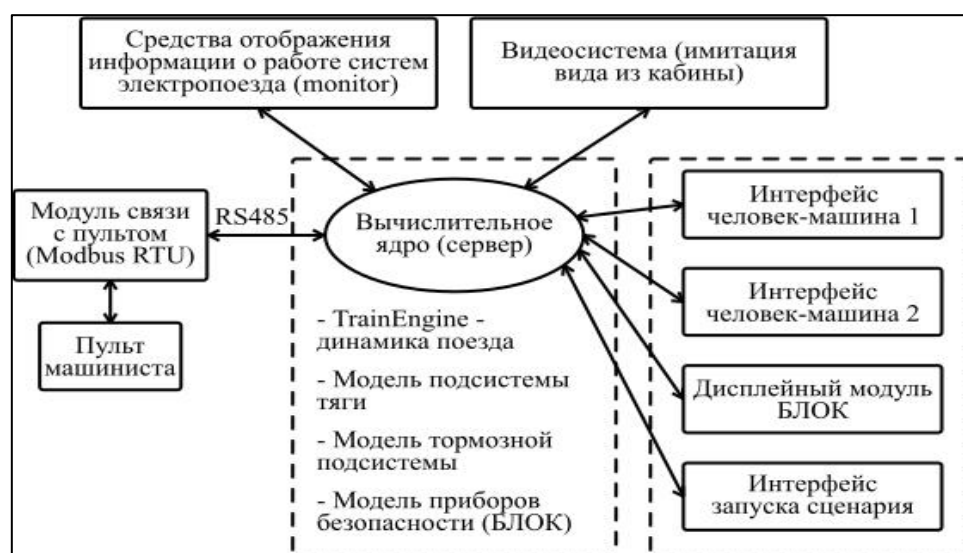 Средства отображения
информации о работе систем
электропоезда (monitor)
Видеосистема (имитация
вида из кабины)
Модуль связи
с пультом
(Modbus RTU)
RS485
Вычислительное
ядро (сервер)
Пульт
машиниста
- TrainEngine -
динамика поезда
- Модель подсистемы
тяги
- Модель тормозной
подсистемы
- Модель приборов
безопасности (БЛОК)
Интерфейс
человек-машина 1
Интерфейс
человек-машина 2
Дисплейный модуль
БЛОК
Интерфейс
запуска сценария